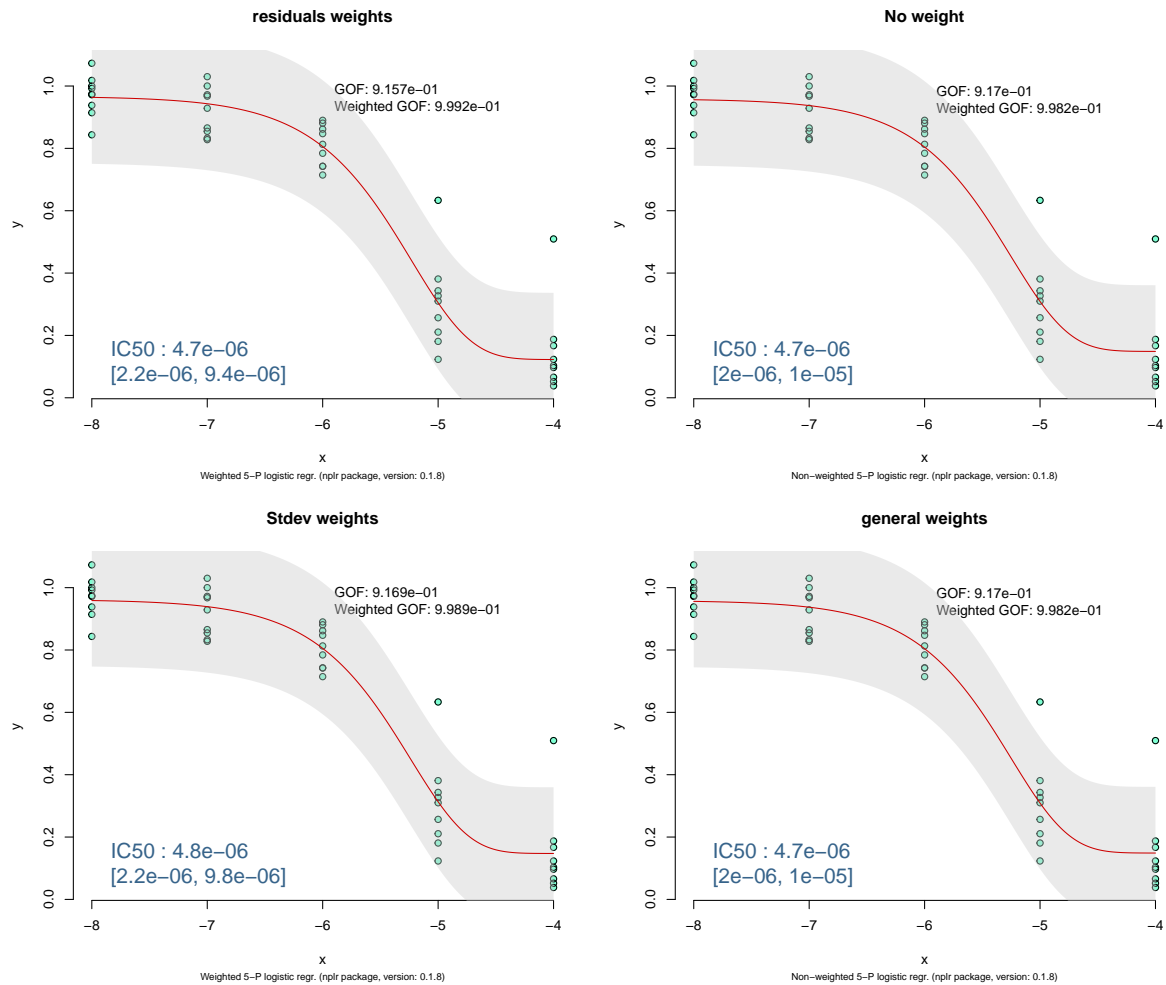 residuals weights
GOF: 9.157e−01
Weighted GOF: 9.992e−01
y
0.0 0.2 0.4 0.6 0.8 1.0
IC50 : 4.7e−06
[2.2e−06, 9.4e−06]
−8 −7 −6 −5 −4
x
Weighted 5−P logistic regr. (nplr package, version: 0.1.8)
No weight
GOF: 9.17e−01
Weighted GOF: 9.982e−01
y
0.0 0.2 0.4 0.6 0.8 1.0
IC50 : 4.7e−06
[2e−06, 1e−05]
−8 −7 −6 −5 −4
x
Non−weighted 5−P logistic regr. (nplr package, version: 0.1.8)
Stdev weights
GOF: 9.169e−01
Weighted GOF: 9.989e−01
y
0.0 0.2 0.4 0.6 0.8 1.0
IC50 : 4.8e−06
[2.2e−06, 9.8e−06]
−8 −7 −6 −5 −4
x
Weighted 5−P logistic regr. (nplr package, version: 0.1.8)
general weights
GOF: 9.17e−01
Weighted GOF: 9.982e−01
y
0.0 0.2 0.4 0.6 0.8 1.0
IC50 : 4.7e−06
[2e−06, 1e−05]
−8 −7 −6 −5 −4
x
Non−weighted 5−P logistic regr. (nplr package, version: 0.1.8)